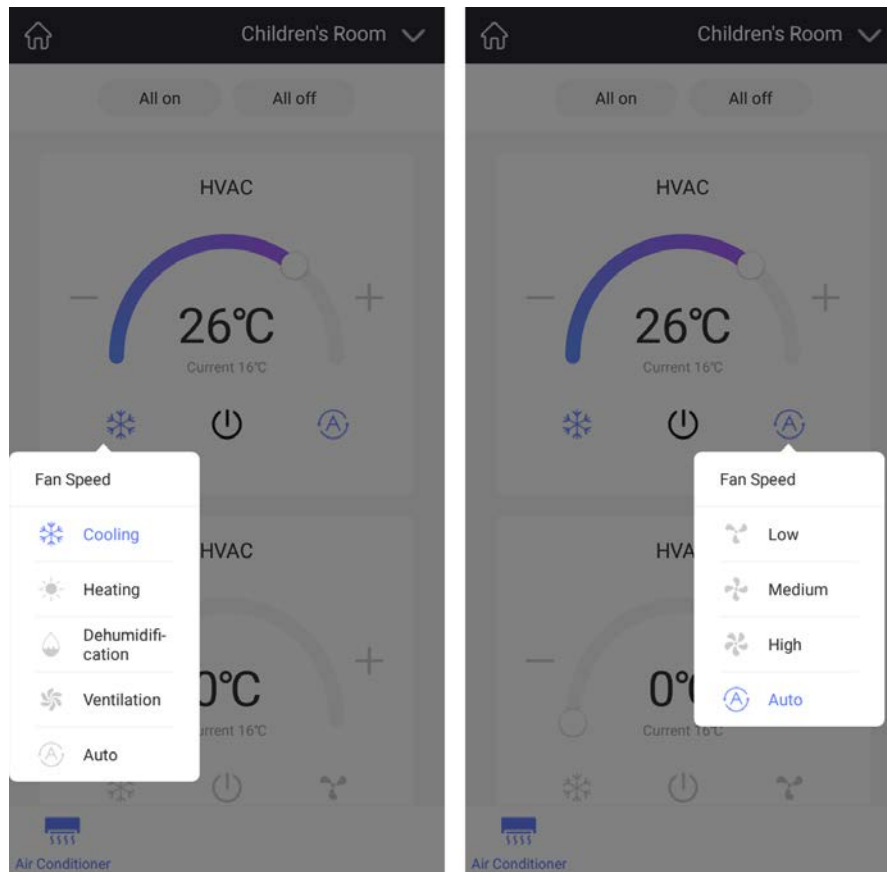 Children's Room
All on
All off
HVAC
26°C
Current 16°C
Fan Speed
Cooling
Heating
Dehumidifi-
cation
Ventilation
Auto
HVAC
0°C
Current 16°C
Air Conditioner
Children's Room
All on
All off
HVAC
26°C
Current 16°C
Fan Speed
Low
Medium
High
Auto
HVA
0°
Current 16°C
Air Conditioner